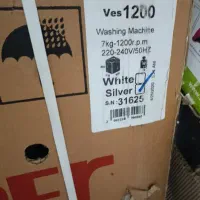 Ves1200
Washing Machine
7kg-1200r.p.m
220-240V/50HZ
White
Silver
S.N: 31625